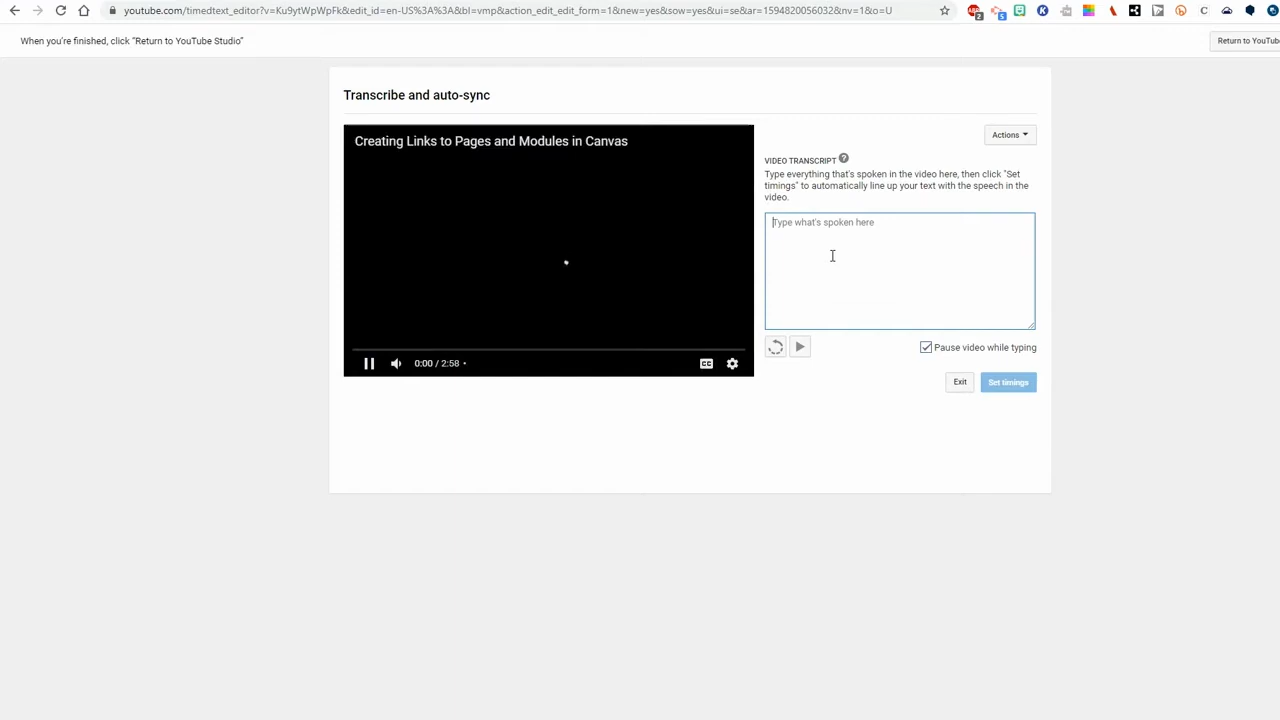 youtube.com/timedtext_editor?v=Ku9ytWpWpFk&edit_id=en-US%3A%3A&bl=vmp&action_edit_edit_form=1&new=yes&sow=yes&ui=se&ar=1594820056032&nv=1&o=U
When you're finished, click "Return to YouTube Studio"
Return to YouTub
Transcribe and auto-sync
Creating Links to Pages and Modules in Canvas
Actions
VIDEO TRANSCRIPT ?
Type everything that's spoken in the video here, then click "Set
timings" to automatically line up your text with the speech in the
video.
Type what's spoken here
0:00 / 2:58
CC
Pause video while typing
Exit
Set timings